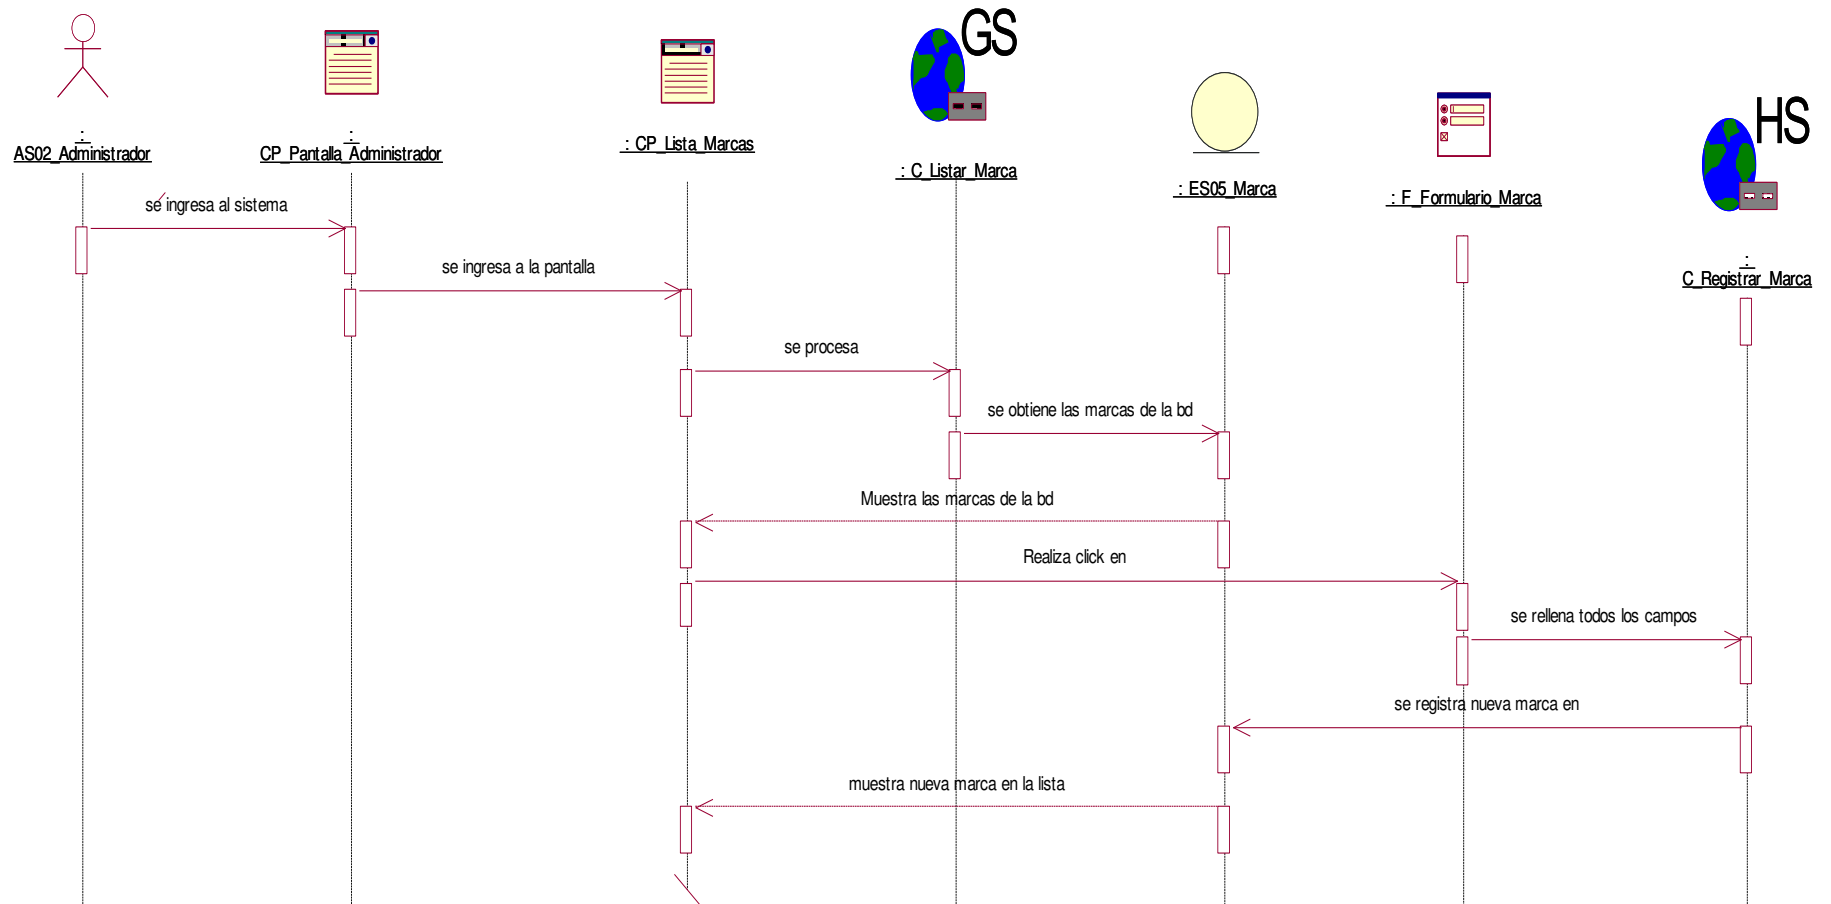 GS
HS
:
AS02_Administrador
:
CP_Pantalla_Administrador
: CP_Lista_Marcas
: C_Listar_Marca
: ES05_Marca
: F_Formulario_Marca
:
C_Registrar_Marca
se ingresa al sistema
se ingresa a la pantalla
se procesa
se obtiene las marcas de la bd
Muestra las marcas de la bd
Realiza click en
se rellena todos los campos
se registra nueva marca en
muestra nueva marca en la lista